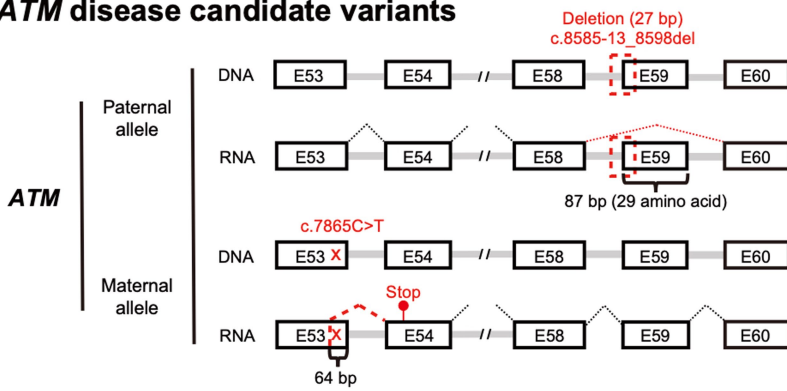 ATM disease candidate variants
Deletion (27 bp)
c.8585-13_8598del
DNA E53 E54 // E58 E59 E60
Paternal
allele
RNA E53 E54 // E58 E59 E60
87 bp (29 amino acid)
ATM
c.7865C>T
DNA E53 X E54 // E58 E59 E60
Maternal
allele
Stop
RNA E53 X E54 // E58 E59 E60
64 bp